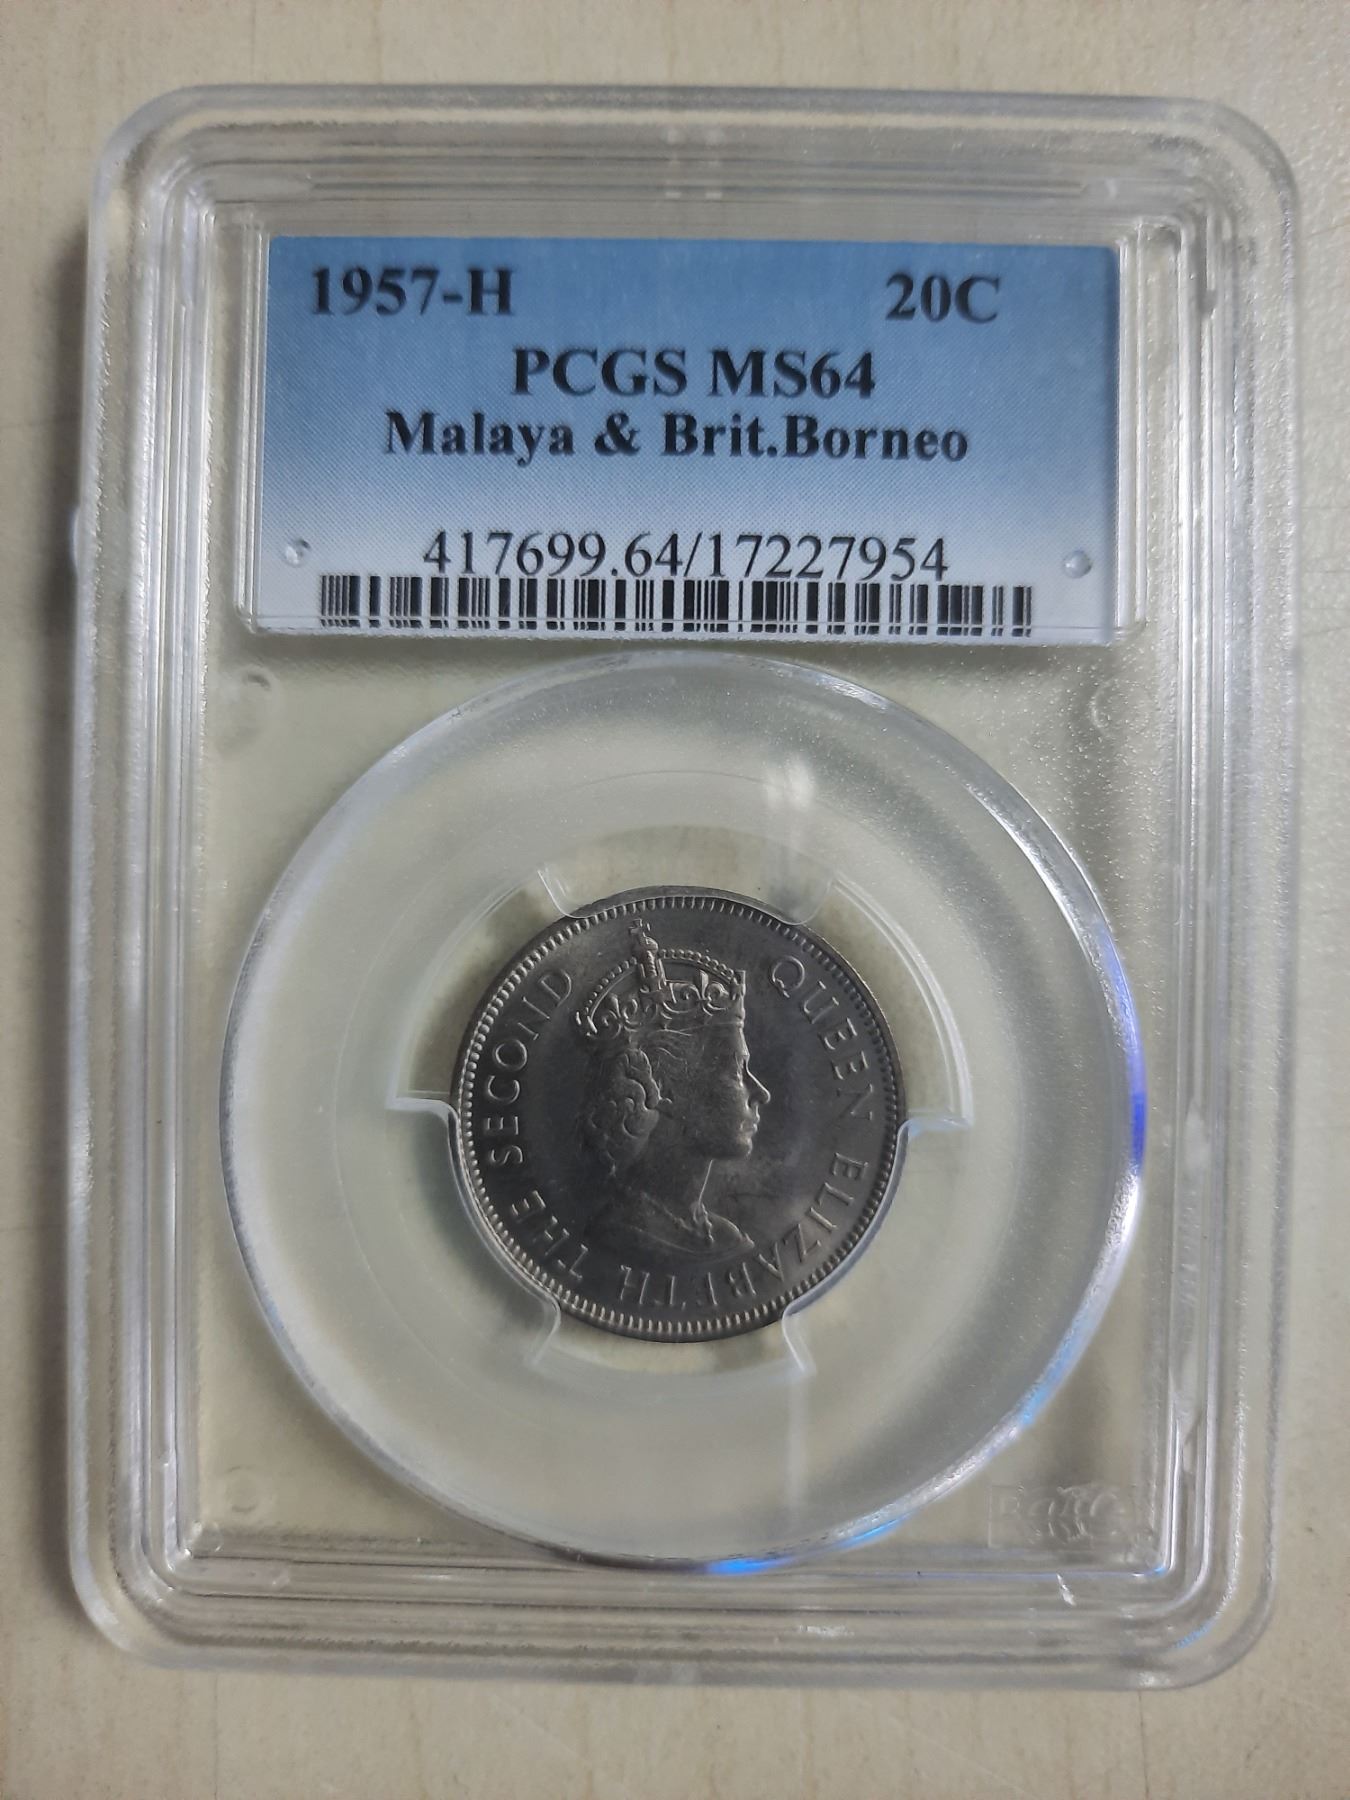 1957-H 20C
PCGS MS64
Malaya & Brit.Borneo
417699.64/17227954
QUEEN ELIZABETH THE SECOND